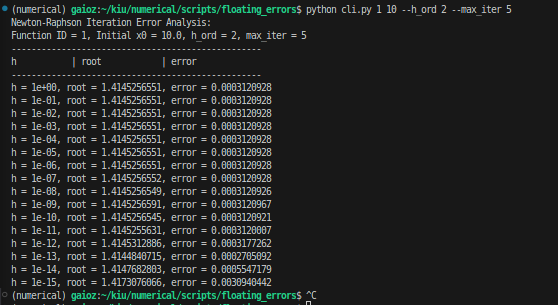 (numerical) gaioz:~/kiu/numerical/scripts/floating_errors$ python cli.py 1 10 --h_ord 2 --max_iter 5
Newton-Raphson Iteration Error Analysis:
Function ID = 1, Initial x0 = 10.0, h_ord = 2, max_iter = 5
--------------------------------------------------
h          | root          | error
--------------------------------------------------
h = 1e+00, root = 1.4145256551, error = 0.0003120928
h = 1e-01, root = 1.4145256551, error = 0.0003120928
h = 1e-02, root = 1.4145256551, error = 0.0003120928
h = 1e-03, root = 1.4145256551, error = 0.0003120928
h = 1e-04, root = 1.4145256551, error = 0.0003120928
h = 1e-05, root = 1.4145256551, error = 0.0003120928
h = 1e-06, root = 1.4145256551, error = 0.0003120928
h = 1e-07, root = 1.4145256552, error = 0.0003120928
h = 1e-08, root = 1.4145256549, error = 0.0003120926
h = 1e-09, root = 1.4145256591, error = 0.0003120967
h = 1e-10, root = 1.4145256545, error = 0.0003120921
h = 1e-11, root = 1.4145255631, error = 0.0003120007
h = 1e-12, root = 1.4145312886, error = 0.0003177262
h = 1e-13, root = 1.4144840715, error = 0.0002705092
h = 1e-14, root = 1.4147682803, error = 0.0005547179
h = 1e-15, root = 1.4173076066, error = 0.0030940442
(numerical) gaioz:~/kiu/numerical/scripts/floating_errors$ ^C